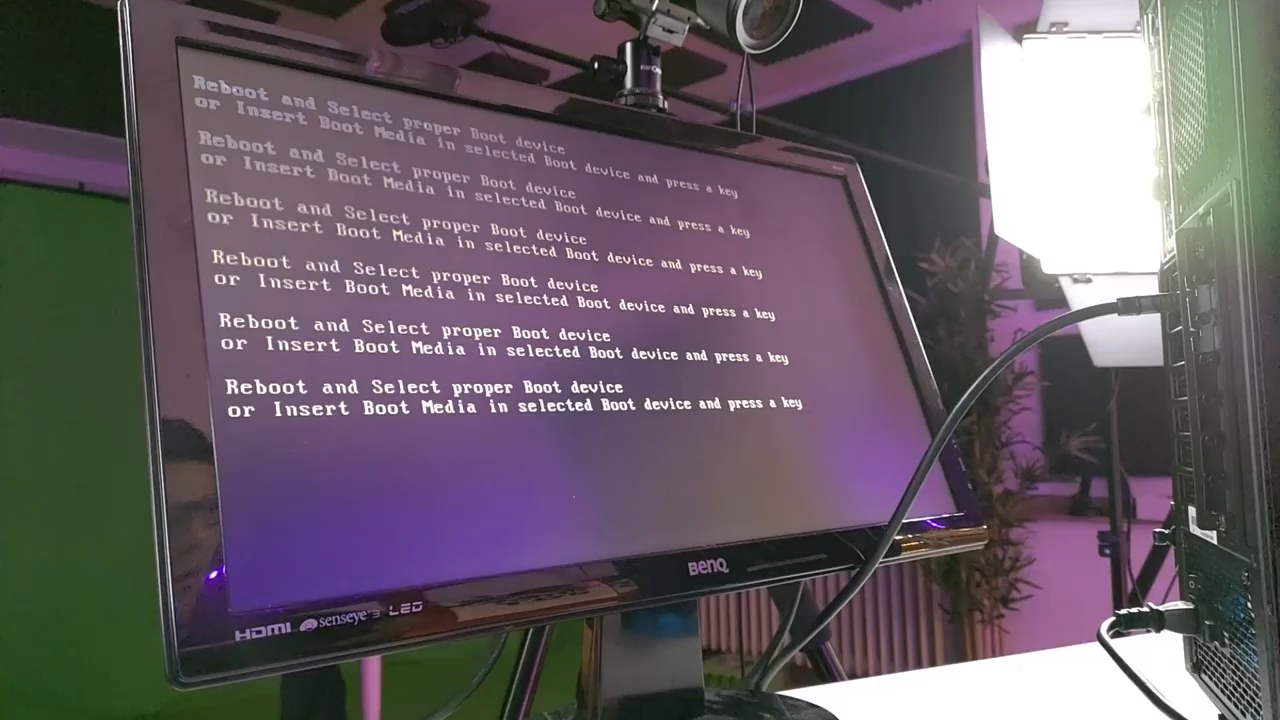 Reboot and Select proper Boot device
or Insert Boot Media in selected Boot device and press a key
Reboot and Select proper Boot device
or Insert Boot Media in selected Boot device and press a key
Reboot and Select proper Boot device
or Insert Boot Media in selected Boot device and press a key
Reboot and Select proper Boot device
or Insert Boot Media in selected Boot device and press a key
Reboot and Select proper Boot device
or Insert Boot Media in selected Boot device and press a key
Reboot and Select proper Boot device
or Insert Boot Media in selected Boot device and press a key
BenQ
HDMI senseye3 LED